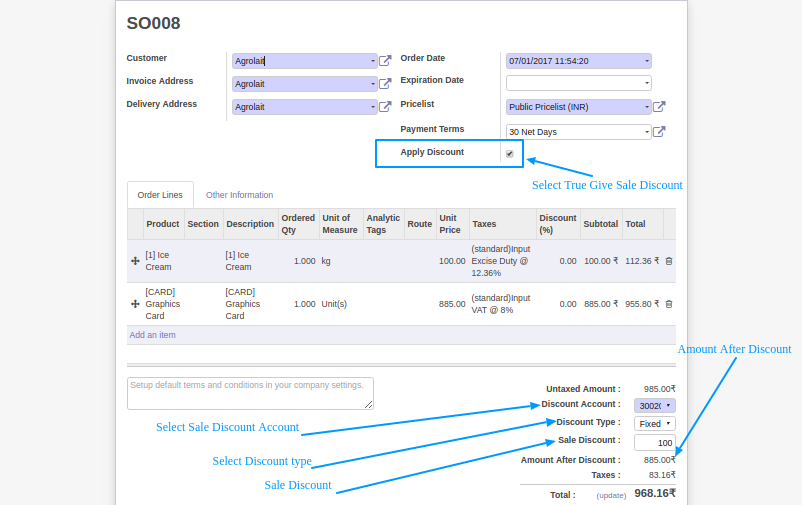 SO008
Customer
Agrolait
Invoice Address
Agrolait
Delivery Address
Agrolait
Order Date
07/01/2017 11:54:20
Expiration Date
Pricelist
Public Pricelist (INR)
Payment Terms
30 Net Days
Apply Discount
Select True Give Sale Discount
Order Lines
Other Information
Product Section Description Ordered Qty Unit of Measure Analytic Tags Route Unit Price Taxes Discount (%) Subtotal Total
[1] Ice Cream [1] Ice Cream 1.000 kg 100.00 (standard)Input Excise Duty @ 12.36% 0.00 100.00 ₹ 112.36 ₹
[CARD] Graphics Card [CARD] Graphics Card 1.000 Unit(s) 885.00 (standard)Input VAT @ 8% 0.00 885.00 ₹ 955.80 ₹
Add an item
Amount After Discount
Setup default terms and conditions in your company settings.
Untaxed Amount : 985.00₹
Discount Account : 
Discount Type : Fixed
Sale Discount : 100
Amount After Discount : 885.00₹
Taxes : 83.16₹
Total : (update) 968.16₹
Select Sale Discount Account
Select Discount type
Sale Discount